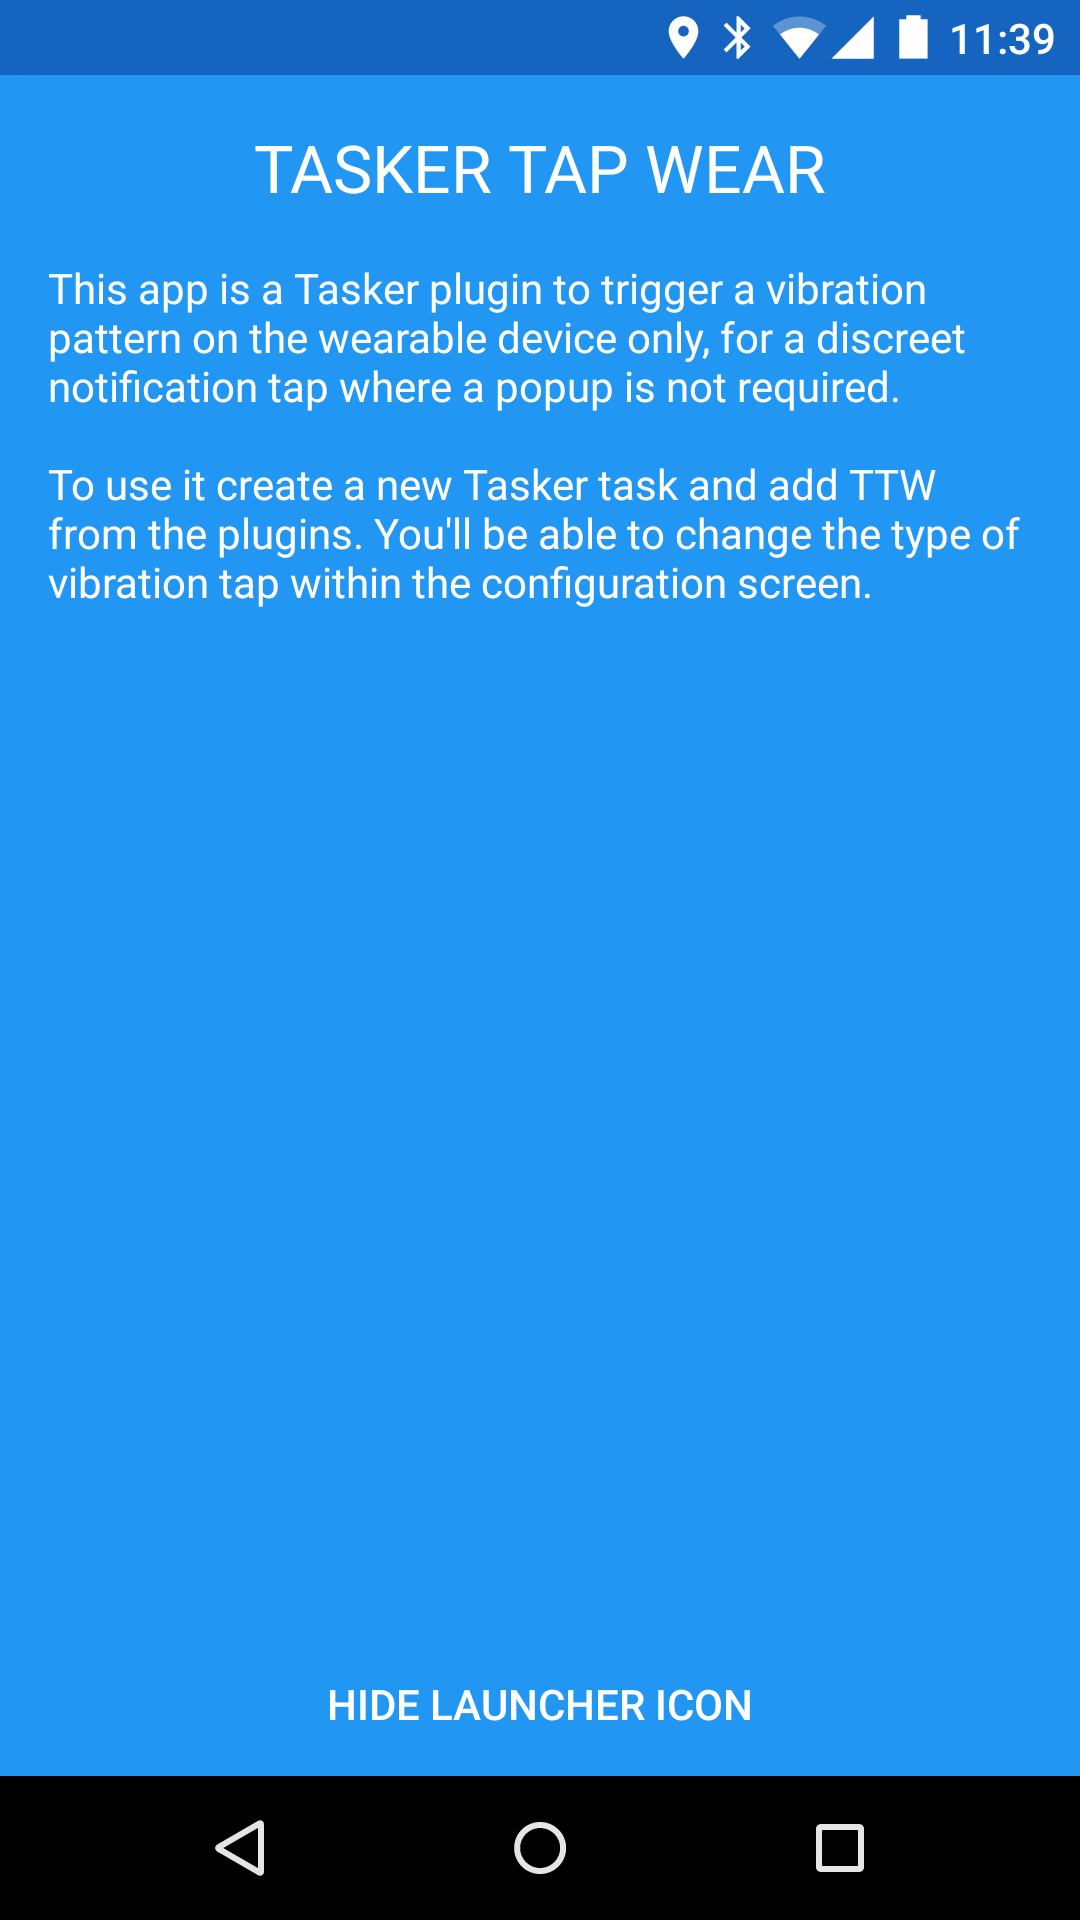 11:39
TASKER TAP WEAR
This app is a Tasker plugin to trigger a vibration
pattern on the wearable device only, for a discreet
notification tap where a popup is not required.
To use it create a new Tasker task and add TTW
from the plugins. You'll be able to change the type of
vibration tap within the configuration screen.
HIDE LAUNCHER ICON